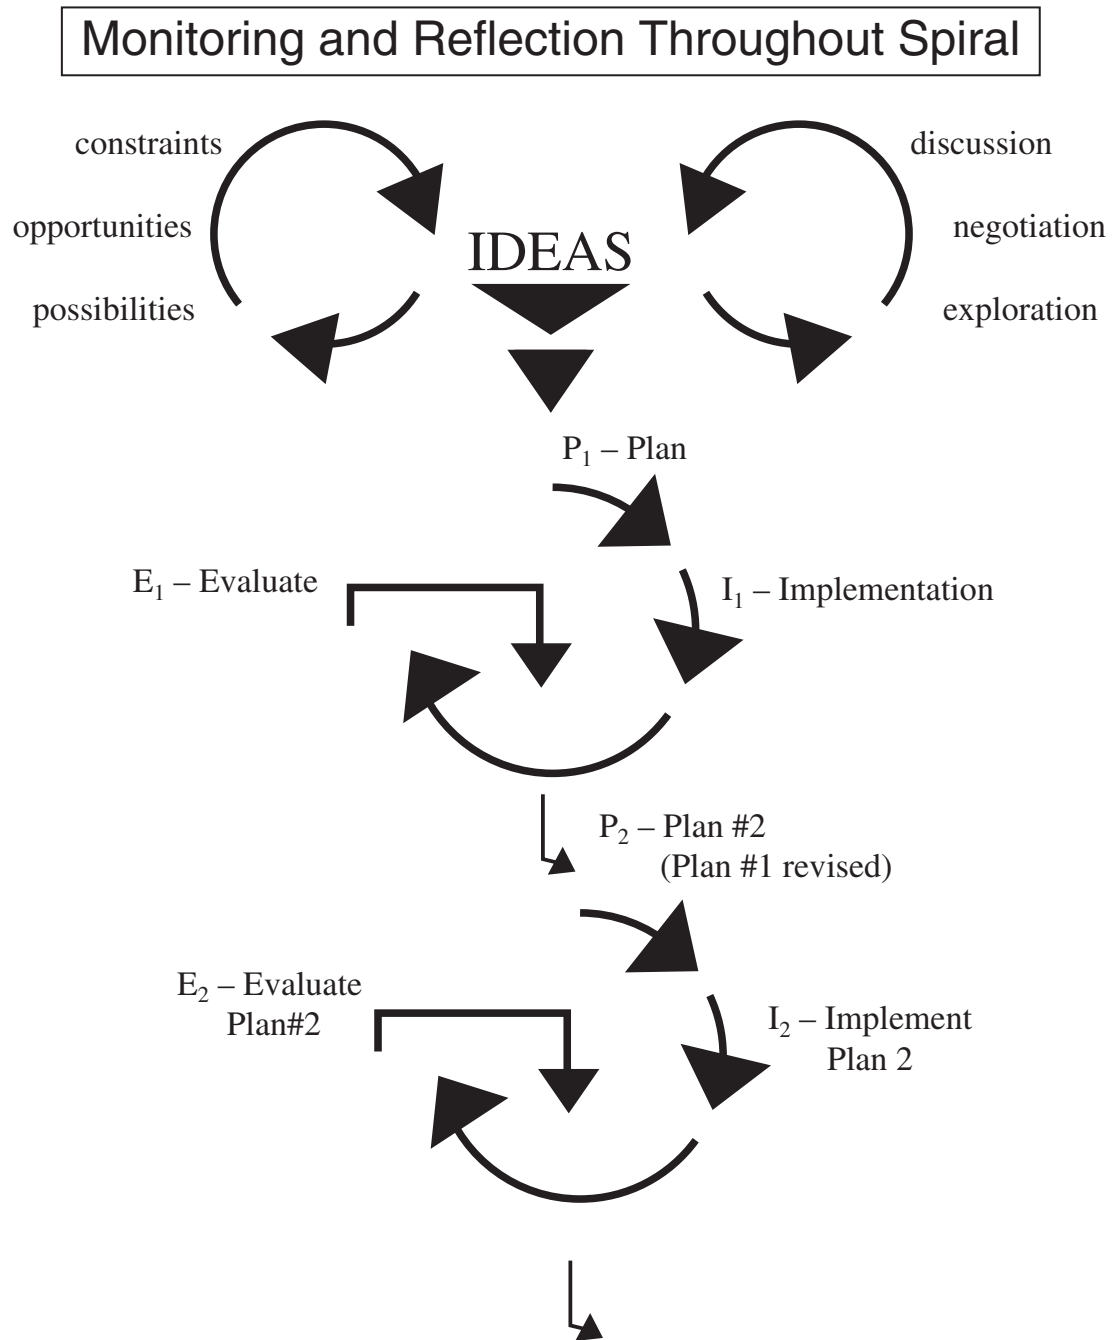 Monitoring and Reflection Throughout Spiral
constraints
discussion
opportunities
negotiation
IDEAS
possibilities
exploration
P₁ – Plan
E₁ – Evaluate
I₁ – Implementation
P₂ – Plan #2
(Plan #1 revised)
E₂ – Evaluate
Plan#2
I₂ – Implement
Plan 2